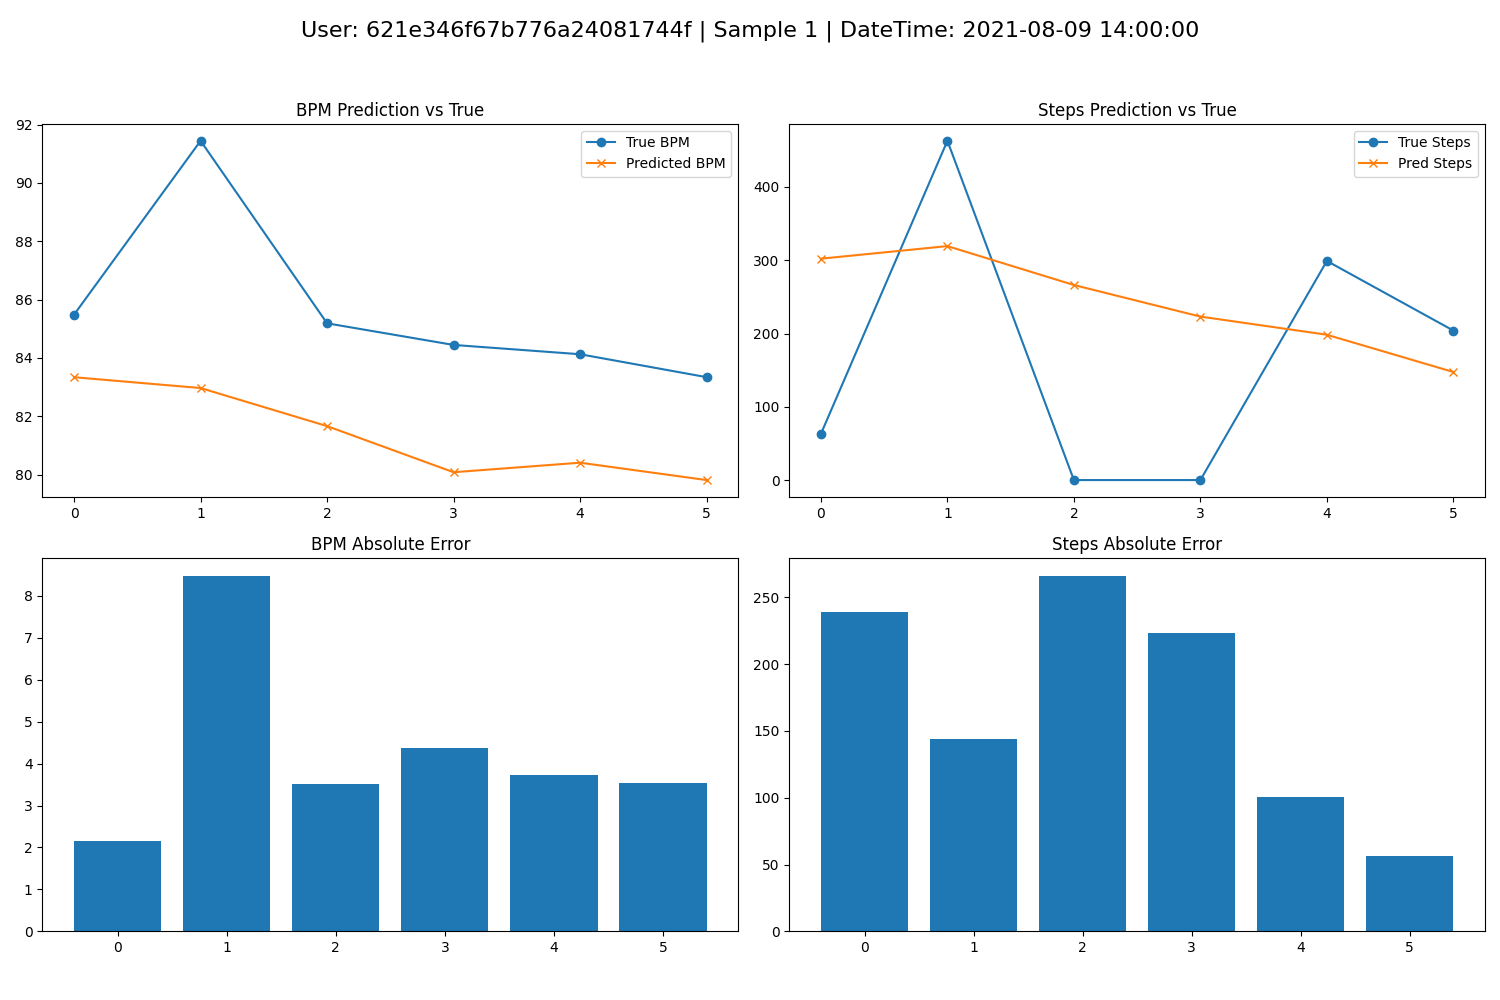 User: 621e346f67b776a24081744f | Sample 1 | DateTime: 2021-08-09 14:00:00
BPM Prediction vs True
92
90
88
86
84
82
80
0 1 2 3 4 5
True BPM
Predicted BPM
Steps Prediction vs True
400
300
200
100
0
0 1 2 3 4 5
True Steps
Pred Steps
BPM Absolute Error
8
7
6
5
4
3
2
1
0
0 1 2 3 4 5
Steps Absolute Error
250
200
150
100
50
0
0 1 2 3 4 5